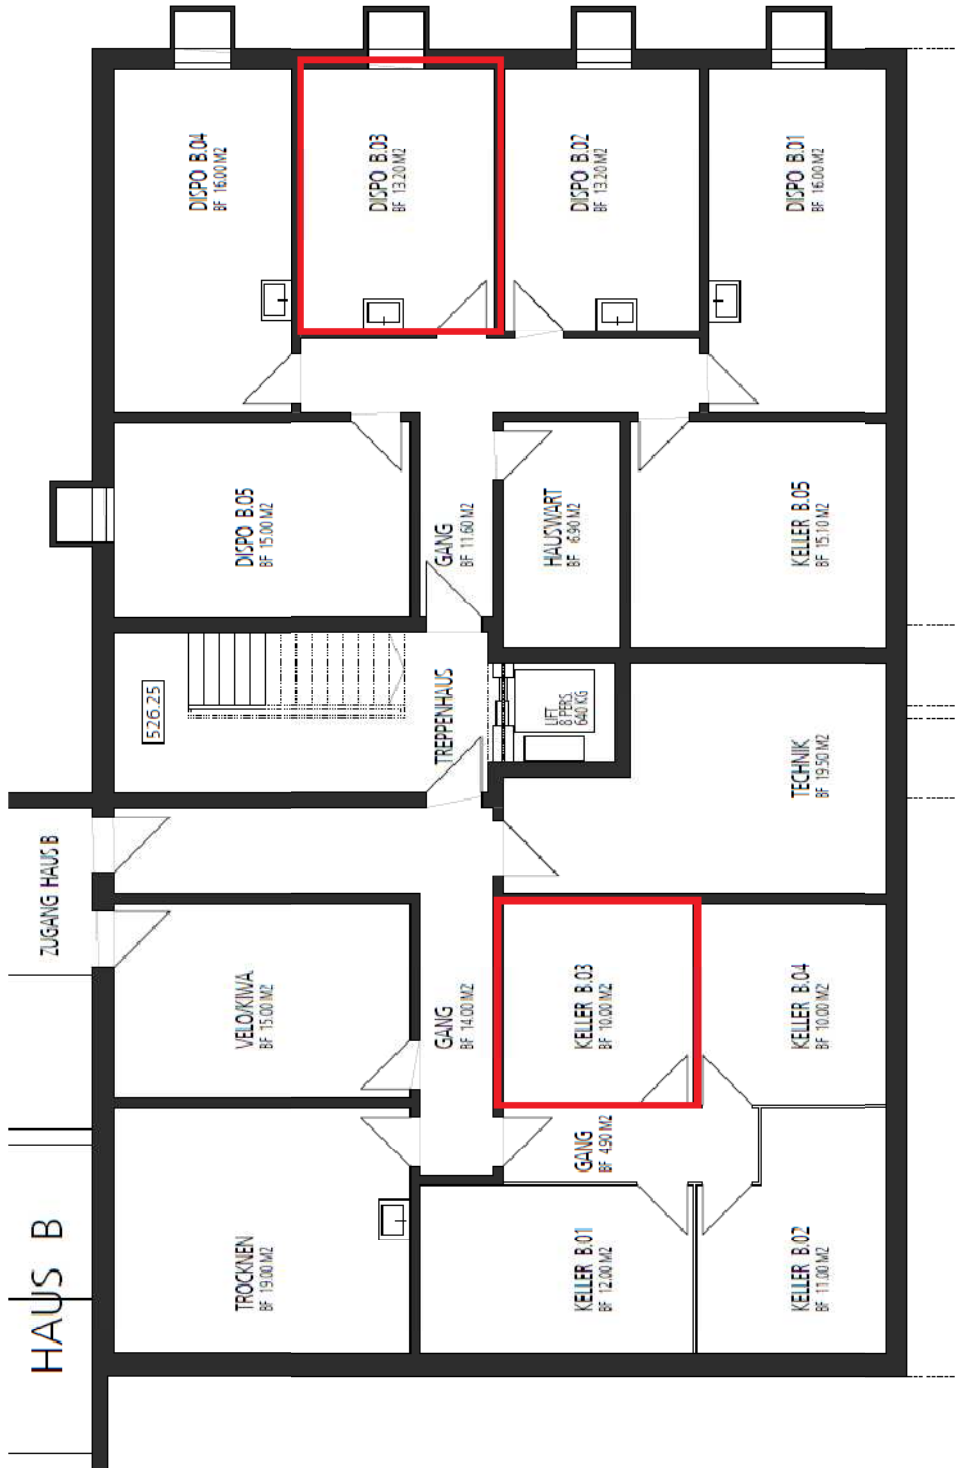 DISPO B.04
BF 16.00 M2
DISPO B.03
BF 13.20 M2
DISPO B.02
BF 13.20 M2
DISPO B.01
BF 16.00 M2
DISPO B.05
BF 15.00 M2
GANG
BF 11.60 M2
HAUSWART
BF 6.90 M2
KELLER B.05
BF 15.10 M2
526.25
TREPPENHAUS
LIFT
8 PERS.
640 KG
TECHNIK
BF 19.50 M2
ZUGANG HAUS B
VELO/KIWA
BF 15.00 M2
GANG
BF 14.00 M2
KELLER B.03
BF 10.00 M2
KELLER B.04
BF 10.00 M2
GANG
BF 4.90 M2
HAUS B
TROCKNEN
BF 19.00 M2
KELLER B.01
BF 12.00 M2
KELLER B.02
BF 11.00 M2